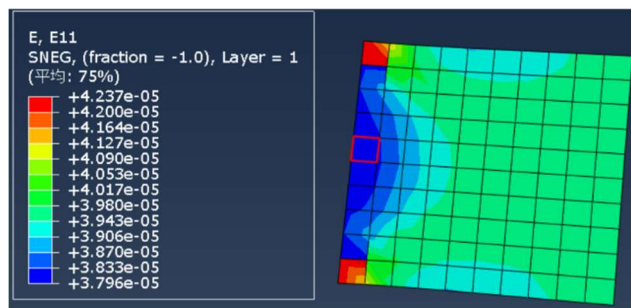 E, E11
SNEG, (fraction = -1.0), Layer = 1
(平均: 75%)
+4.237e-05
+4.200e-05
+4.164e-05
+4.127e-05
+4.090e-05
+4.053e-05
+4.017e-05
+3.980e-05
+3.943e-05
+3.906e-05
+3.870e-05
+3.833e-05
+3.796e-05